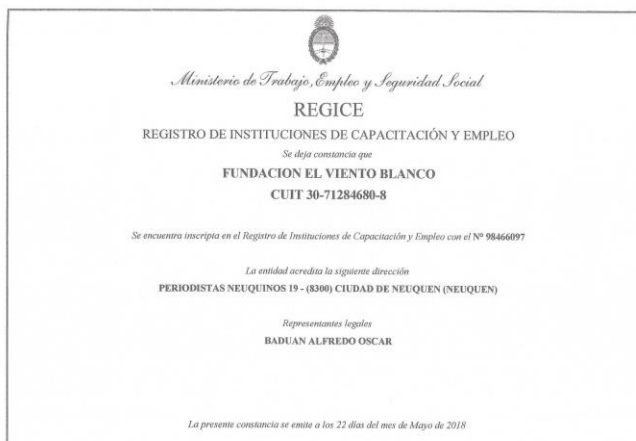 Ministerio de Trabajo, Empleo y Seguridad Social
REGICE
REGISTRO DE INSTITUCIONES DE CAPACITACIÓN Y EMPLEO
Se deja constancia que
FUNDACION EL VIENTO BLANCO
CUIT 30-71284680-8
Se encuentra inscripta en el Registro de Instituciones de Capacitación y Empleo con el Nº 98466097
La entidad acredita la siguiente dirección
PERIODISTAS NEUQUINOS 19 - (8300) CIUDAD DE NEUQUEN (NEUQUEN)
Representantes legales
BADUAN ALFREDO OSCAR
La presente constancia se emite a los 22 días del mes de Mayo de 2018